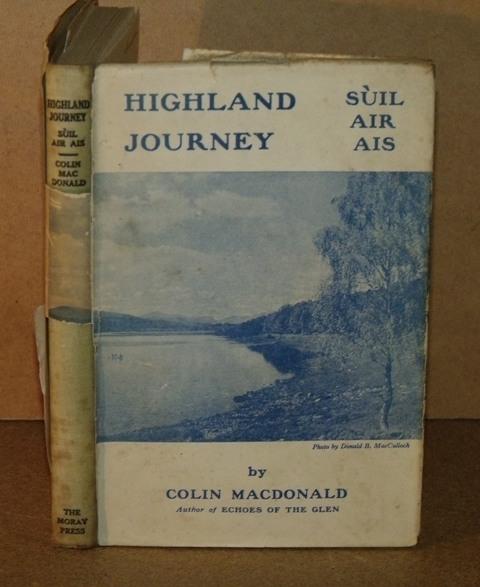 HIGHLAND
JOURNEY
SÙIL
AIR AIS
COLIN
MAC
DONALD
THE
MORAY
PRESS
HIGHLAND
JOURNEY
SÙIL
AIR
AIS
Photo by Donald B. MacCulloch
by
COLIN MACDONALD
Author of ECHOES OF THE GLEN